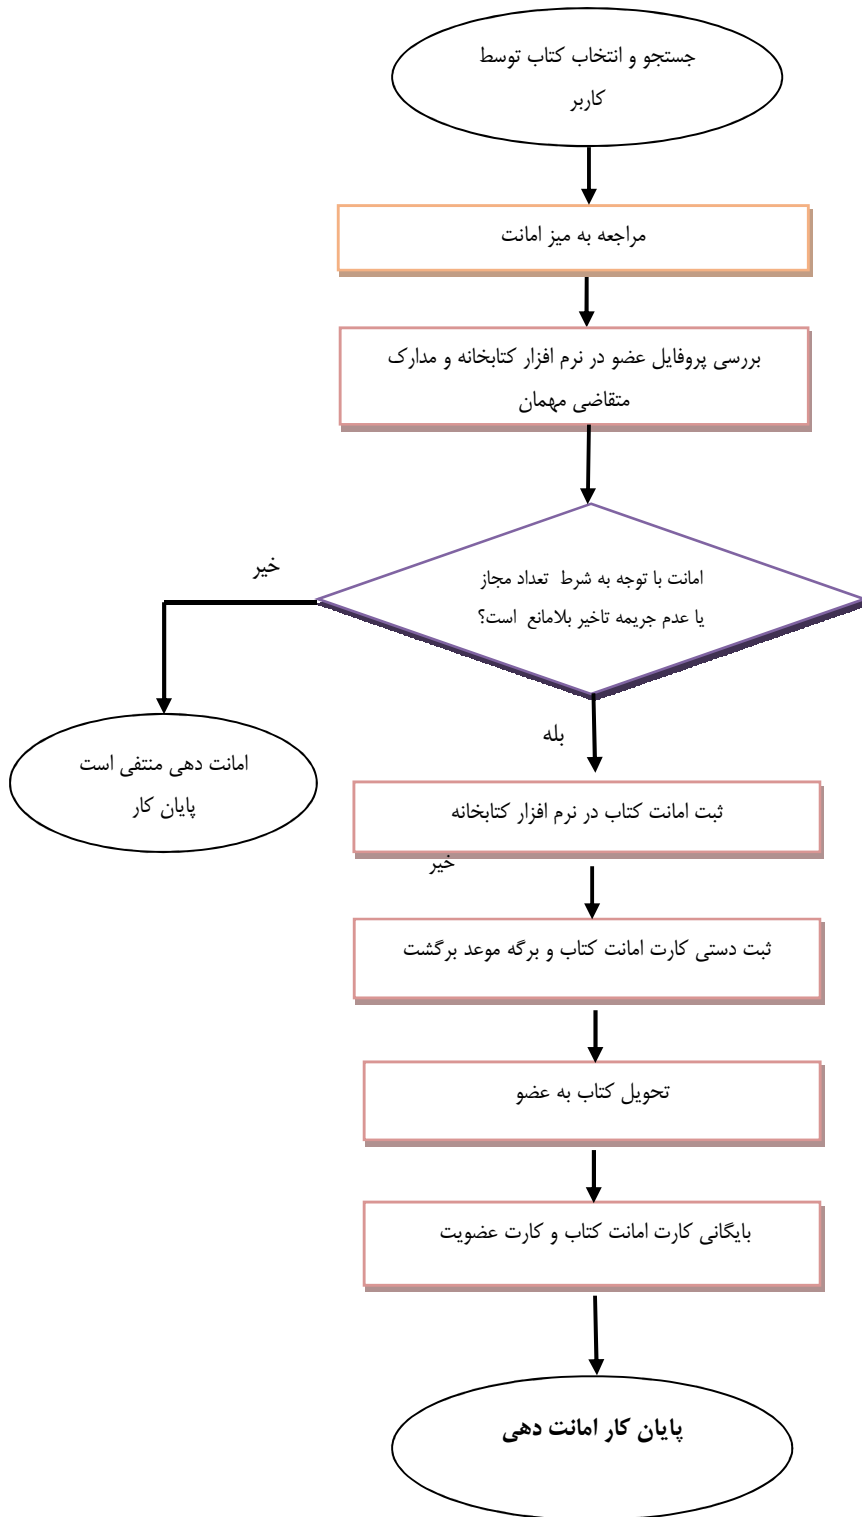 جستجو و انتخاب کتاب توسط
کاربر
مراجعه به میز امانت
بررسی پروفایل عضو در نرم افزار کتابخانه و مدارک
متقاضی مهمان
امانت با توجه به شرط تعداد مجاز
یا عدم جریمه تاخیر بلامانع است؟
خیر
امانت دهی منتفی است
پایان کار
بله
ثبت امانت کتاب در نرم افزار کتابخانه
خیر
ثبت دستی کارت امانت کتاب و برگه موعد برگشت
تحویل کتاب به عضو
بایگانی کارت امانت کتاب و کارت عضویت
پایان کار امانت دهی